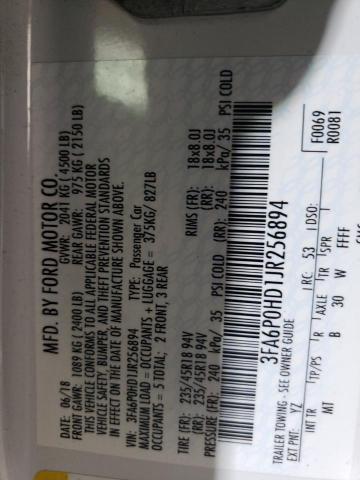 MFD. BY FORD MOTOR CO.
06/18 GVWR: 2041 KG (4500 LB)
FRONT GAWR: 1089 KG (2400 LB) REAR GAWR: 975 KG (2150 LB)
THIS VEHICLE CONFORMS TO ALL APPLICABLE FEDERAL MOTOR
VEHICLE SAFETY, BUMPER, AND THEFT PREVENTION STANDARDS
IN EFFECT ON THE DATE OF MANUFACTURE SHOWN ABOVE.
VIN: 3FA6P0HD1JR256894 TYPE: Passenger Car
MAXIMUM LOAD = OCCUPANTS + LUGGAGE = 375KG/ 827LB
OCCUPANTS = 5 TOTAL: 2 FRONT, 3 REAR
TIRE (FR): 235/45R18 94V RIMS (FR): 18x8.0J
TIRE (RR): 235/45R18 94V RIMS (RR): 18x8.0J
PRESSURE (FR): 240 kPa/ 35 PSI COLD (RR): 240 kPa/ 35 PSI COLD
3FA6P0HD1JR256894
TRAILER TOWING - SEE OWNER GUIDE F0069
EXT PNT: YZ RC: 53 DSO: R0081
INT TR TP/PS R AXLE TR SPR
MT B 30 W FFFF